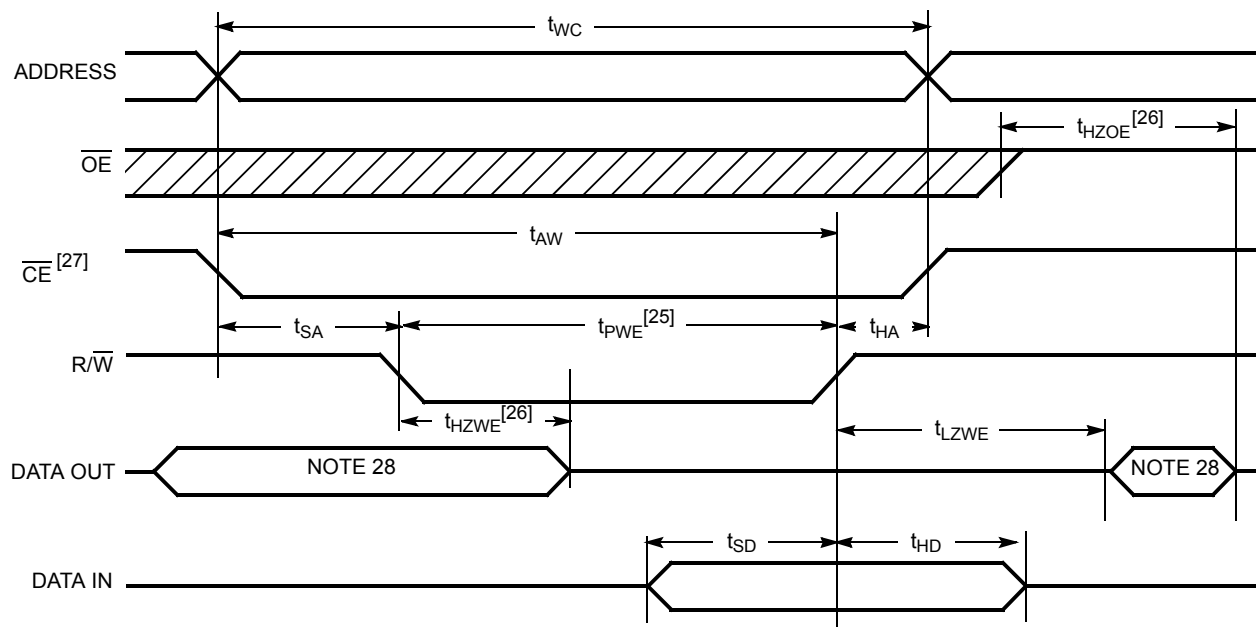 tWC
ADDRESS
tHZOE[26]
OE
tAW
CE [27]
tSA
tPWE[25]
tHA
R/W
tHZWE[26]
tLZWE
DATA OUT
NOTE 28
NOTE 28
tSD
tHD
DATA IN